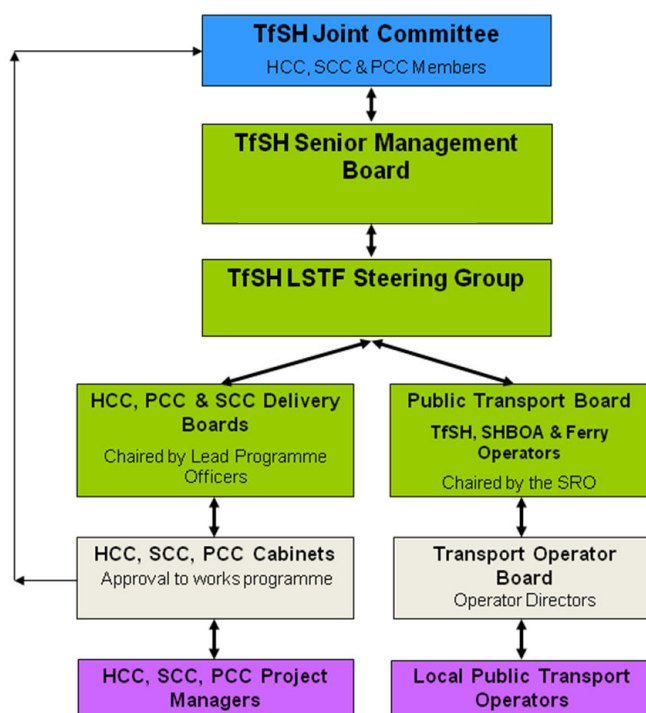 TfSH Joint Committee
HCC, SCC & PCC Members
TfSH Senior Management
Board
TfSH LSTF Steering Group
HCC, PCC & SCC Delivery
Boards
Chaired by Lead Programme
Officers
Public Transport Board
TfSH, SHBOA & Ferry
Operators
Chaired by the SRO
HCC, SCC, PCC Cabinets
Approval to works programme
Transport Operator
Board
Operator Directors
HCC, SCC, PCC Project
Managers
Local Public Transport
Operators